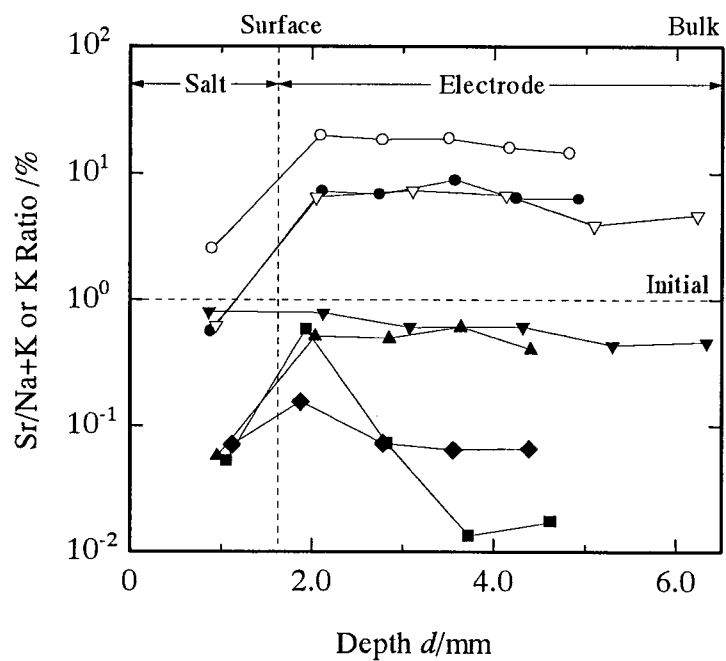 Surface Bulk
10² Salt Electrode
10¹
Initial
10⁰
10⁻¹
10⁻²
0 2.0 4.0 6.0
Depth d/mm
Sr/Na+K or K Ratio /%